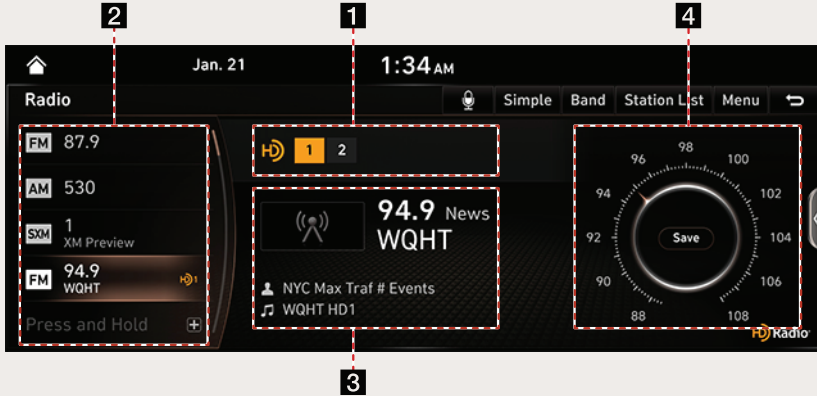 2 1 4
Jan. 21 1:34 AM
Radio Simple Band Station List Menu
FM 87.9
AM 530
SXM 1
XM Preview
FM 94.9 HD 1
WQHT
Press and Hold
HD 1 2
94.9 News
WQHT
NYC Max Traf # Events
WQHT HD1
88 90 92 94 96 98 100 102 104 106 108
Save
HD Radio
3